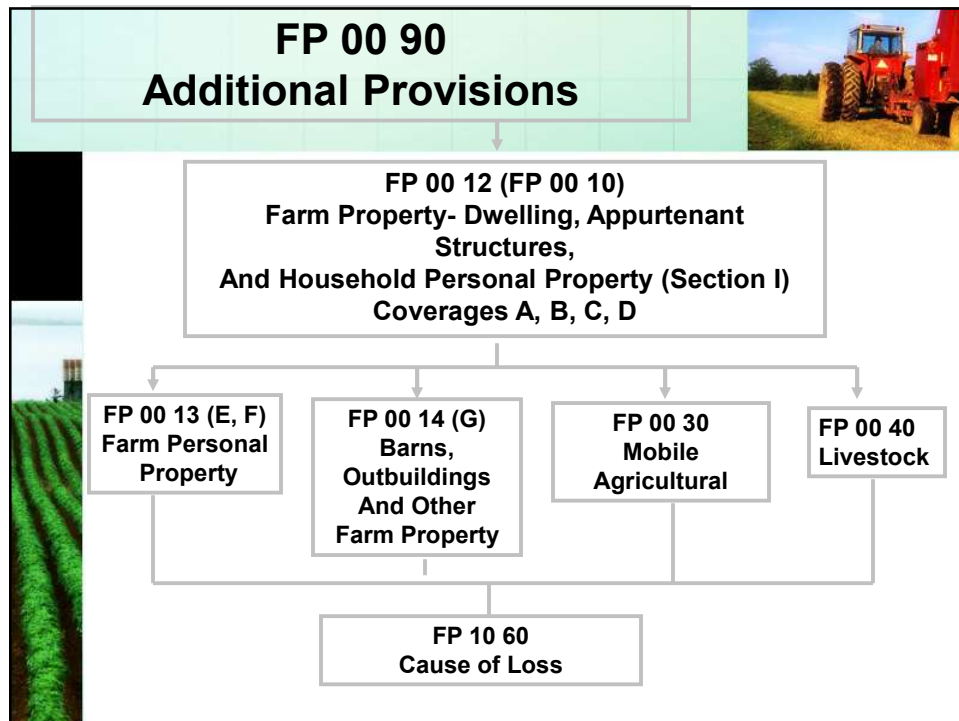 FP 00 90
Additional Provisions
FP 00 12 (FP 00 10)
Farm Property- Dwelling, Appurtenant
Structures,
And Household Personal Property (Section I)
Coverages A, B, C, D
FP 00 13 (E, F)
Farm Personal
Property
FP 00 14 (G)
Barns,
Outbuildings
And Other
Farm Property
FP 00 30
Mobile
Agricultural
FP 00 40
Livestock
FP 10 60
Cause of Loss